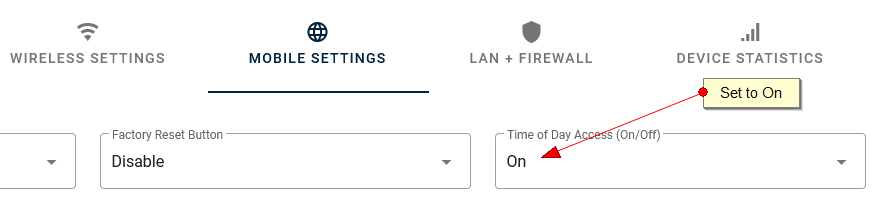 WIRELESS SETTINGS
MOBILE SETTINGS
LAN + FIREWALL
DEVICE STATISTICS
Set to On
Factory Reset Button
Disable
Time of Day Access (On/Off)
On